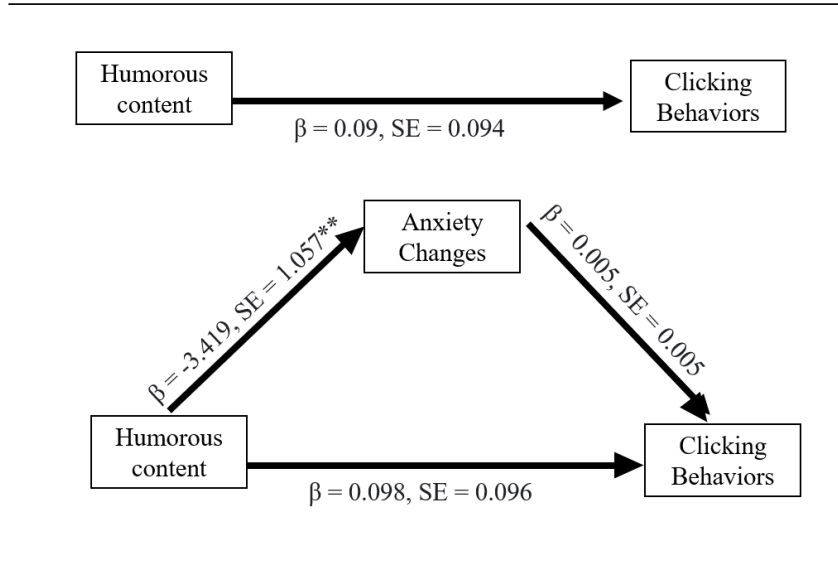 Humorous
content
Clicking
Behaviors
β = 0.09, SE = 0.094
Anxiety
Changes
β = -3.419, SE = 1.057**
β = 0.005, SE = 0.005
Humorous
content
Clicking
Behaviors
β = 0.098, SE = 0.096